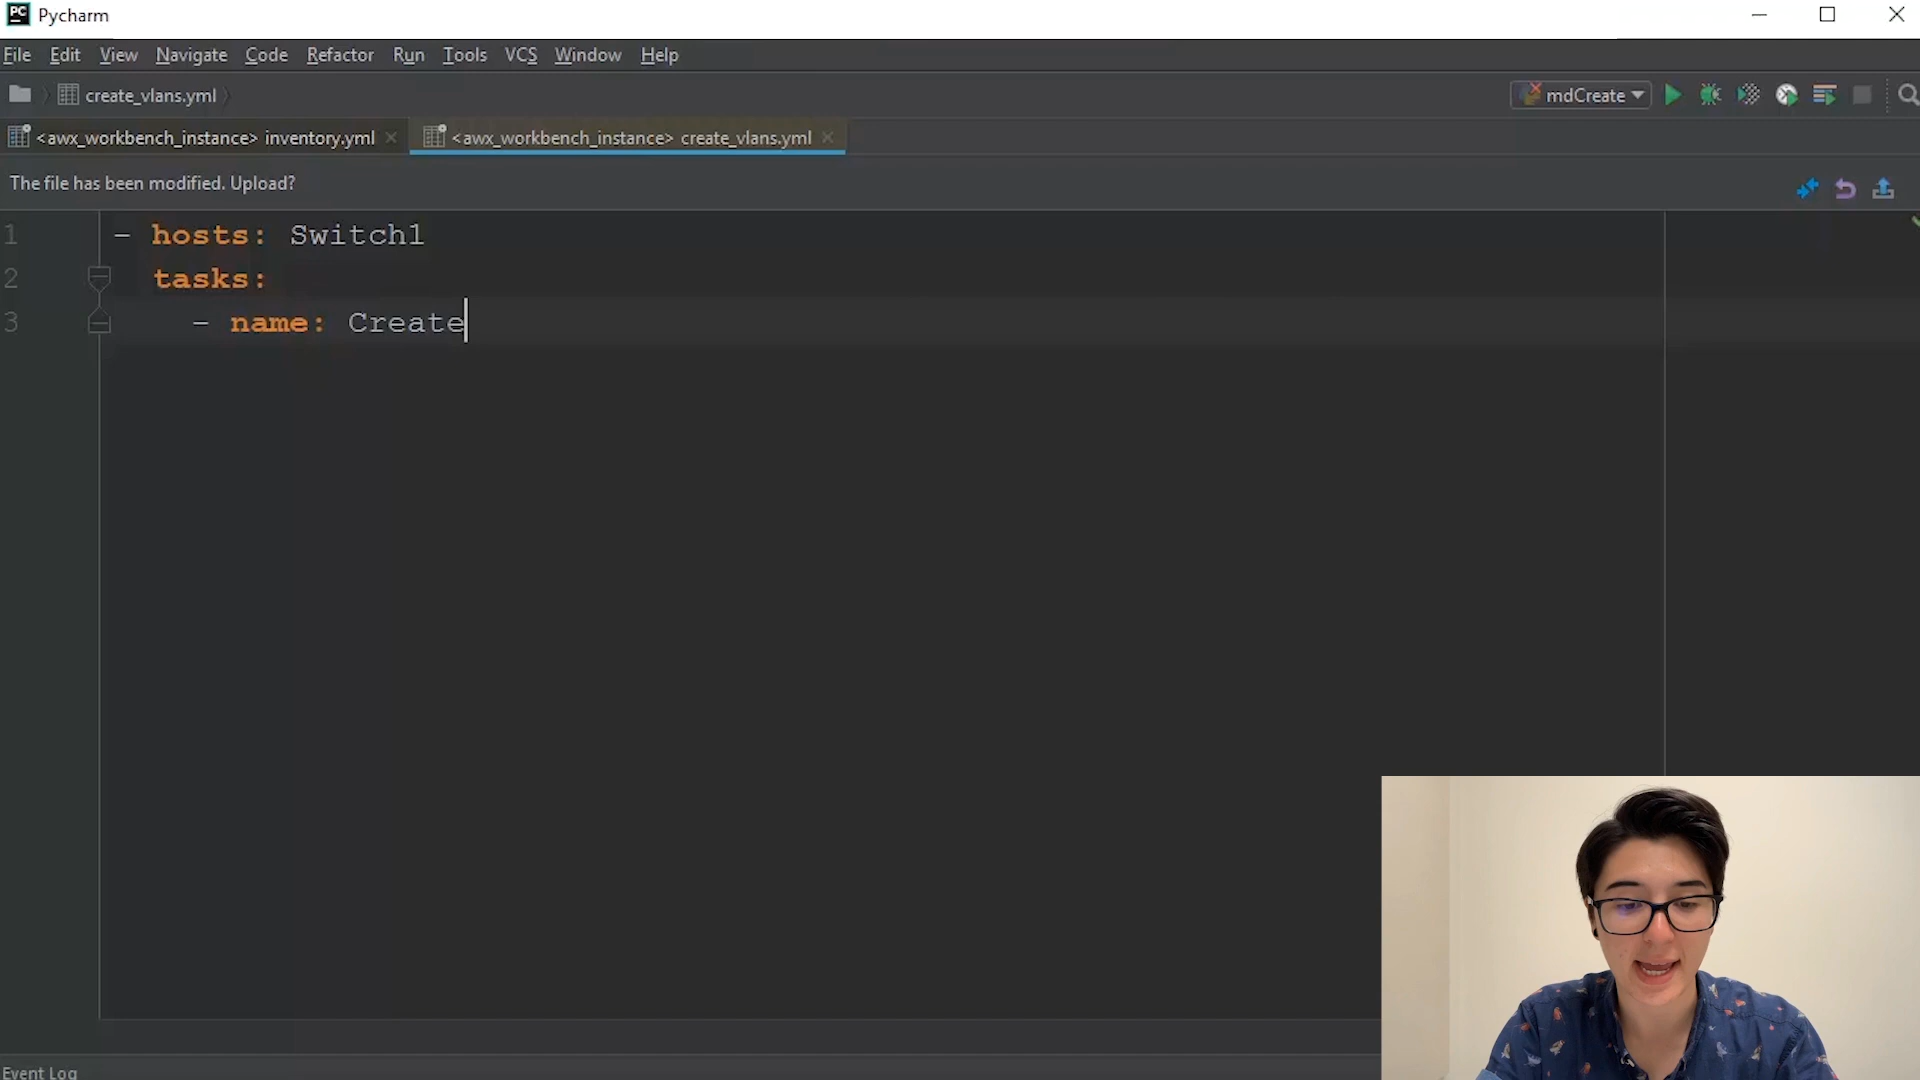 PC Pycharm
File Edit View Navigate Code Refactor Run Tools VCS Window Help
create_vlans.yml mdCreate
<awx_workbench_instance> inventory.yml <awx_workbench_instance> create_vlans.yml
The file has been modified. Upload?
1 - hosts: Switch1
2 tasks:
3 - name: Create
Event Log